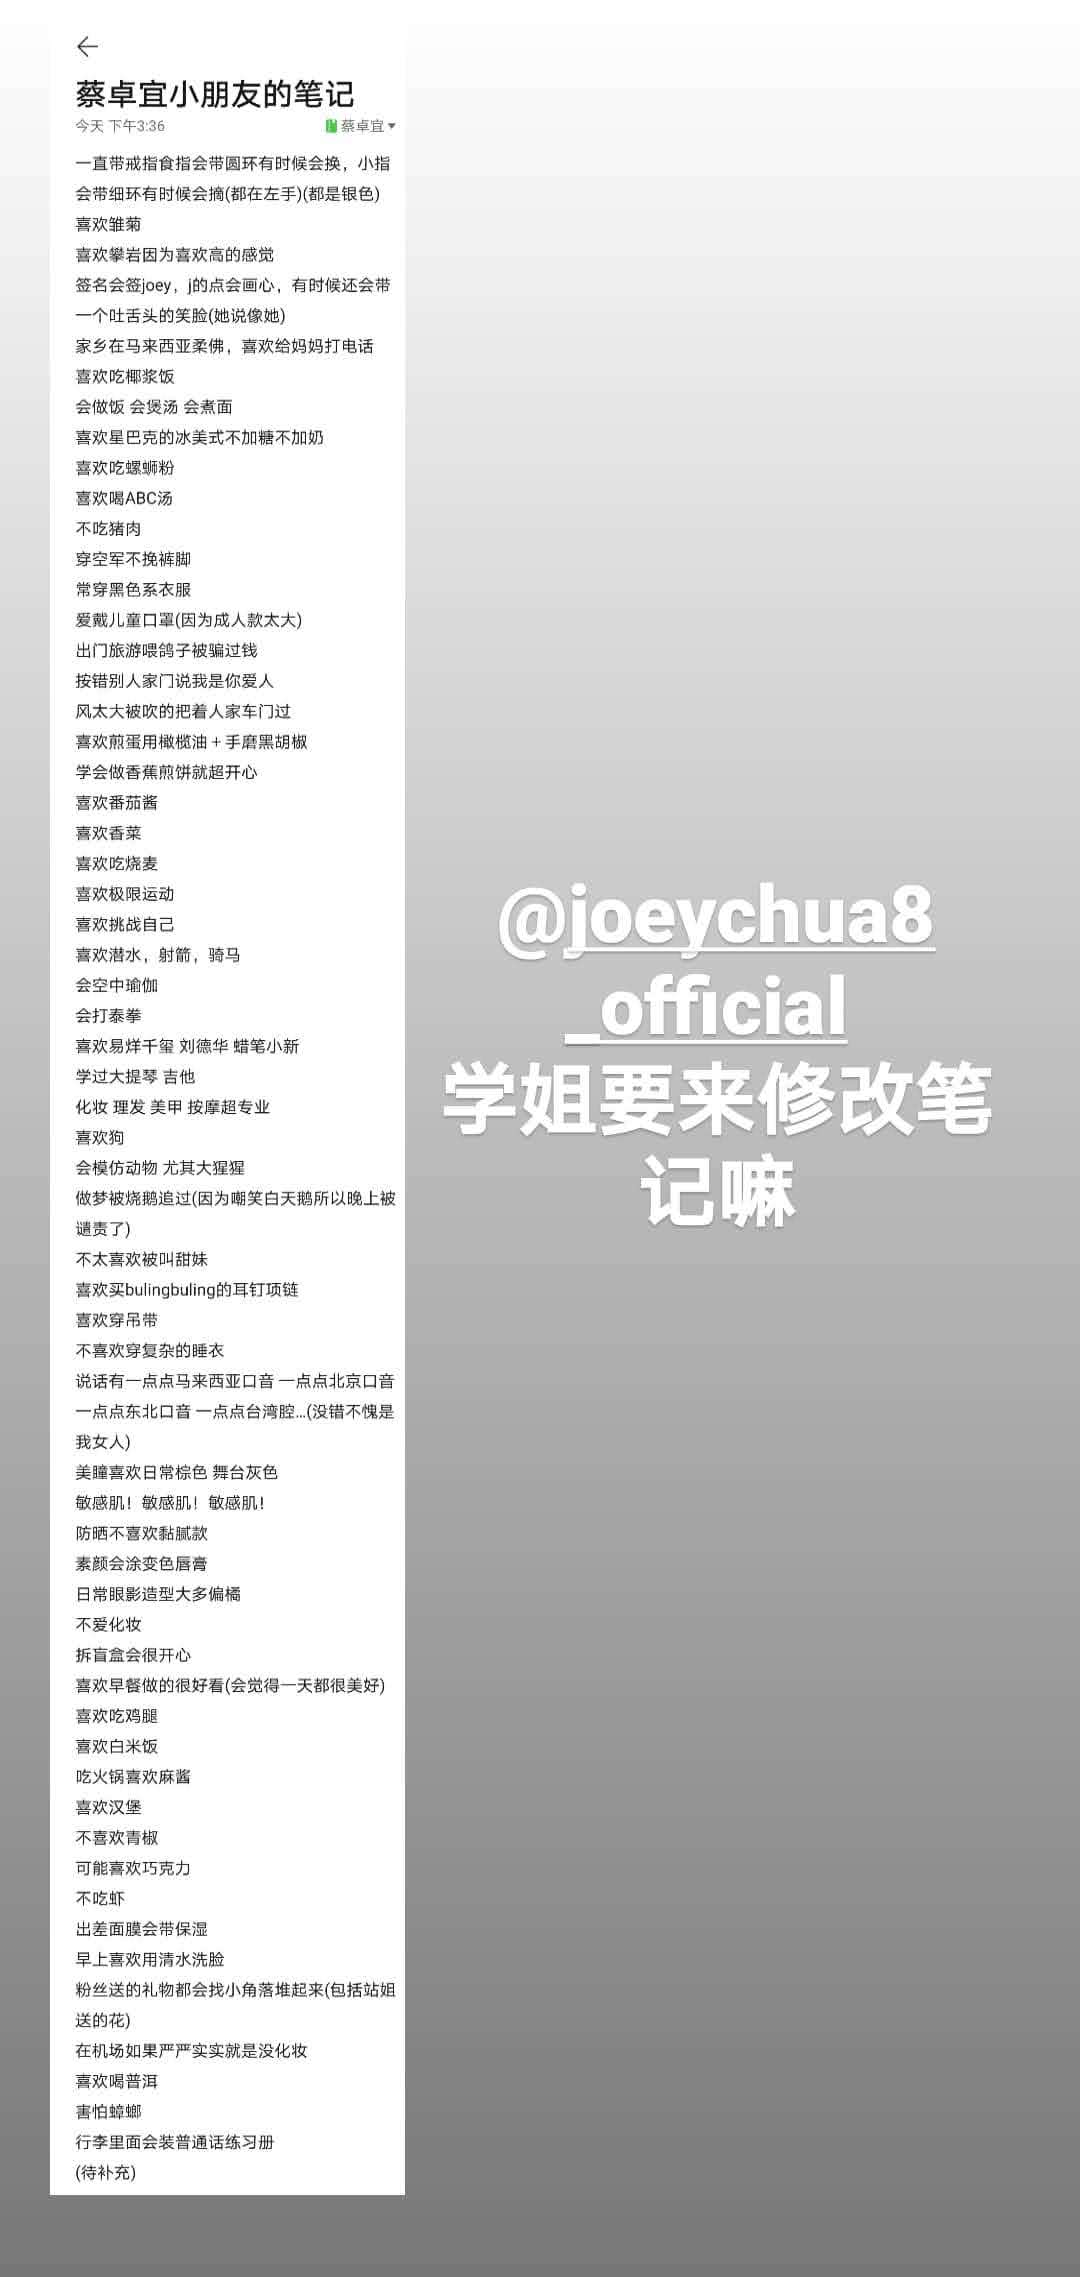 蔡卓宜小朋友的笔记
今天 下午3:36
蔡卓宜
一直带戒指食指会带圆环有时候会换，小指
会带细环有时候会摘(都在左手)(都是银色)
喜欢雏菊
喜欢攀岩因为喜欢高的感觉
签名会签joey，j的点会画心，有时候还会带
一个吐舌头的笑脸(她说像她)
家乡在马来西亚柔佛，喜欢给妈妈打电话
喜欢吃椰浆饭
会做饭 会煲汤 会煮面
喜欢星巴克的冰美式不加糖不加奶
喜欢吃螺蛳粉
喜欢喝ABC汤
不吃猪肉
穿空军不挽裤脚
常穿黑色系衣服
爱戴儿童口罩(因为成人款太大)
出门旅游喂鸽子被骗过钱
按错别人家门说我是你爱人
风太大被吹的把着人家车门过
喜欢煎蛋用橄榄油＋手磨黑胡椒
学会做香蕉煎饼就超开心
喜欢番茄酱
喜欢香菜
喜欢吃烧麦
喜欢极限运动
喜欢挑战自己
喜欢潜水，射箭，骑马
会空中瑜伽
会打泰拳
喜欢易烊千玺 刘德华 蜡笔小新
学过大提琴 吉他
化妆 理发 美甲 按摩超专业
喜欢狗
会模仿动物 尤其大猩猩
做梦被烧鹅追过(因为嘲笑白天鹅所以晚上被
谴责了)
不太喜欢被叫甜妹
喜欢买bulingbuling的耳钉项链
喜欢穿吊带
不喜欢穿复杂的睡衣
说话有一点点马来西亚口音 一点点北京口音
一点点东北口音 一点点台湾腔...(没错不愧是
我女人)
美瞳喜欢日常棕色 舞台灰色
敏感肌！敏感肌！敏感肌！
防晒不喜欢黏腻款
素颜会涂变色唇膏
日常眼影造型大多偏橘
不爱化妆
拆盲盒会很开心
喜欢早餐做的很好看(会觉得一天都很美好)
喜欢吃鸡腿
喜欢白米饭
吃火锅喜欢麻酱
喜欢汉堡
不喜欢青椒
可能喜欢巧克力
不吃虾
出差面膜会带保湿
早上喜欢用清水洗脸
粉丝送的礼物都会找小角落堆起来(包括站姐
送的花)
在机场如果严严实实就是没化妆
喜欢喝普洱
害怕蟑螂
行李里面会装普通话练习册
(待补充)
@joeychua8
_official
学姐要来修改笔
记嘛